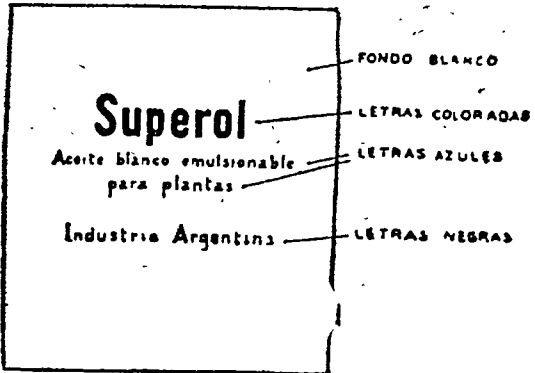 FONDO BLANCO
Superol
LETRAS COLORADAS
Aceite blanco emulsionable
LETRAS AZULES
para plantas
Industria Argentina
LETRAS NEGRAS